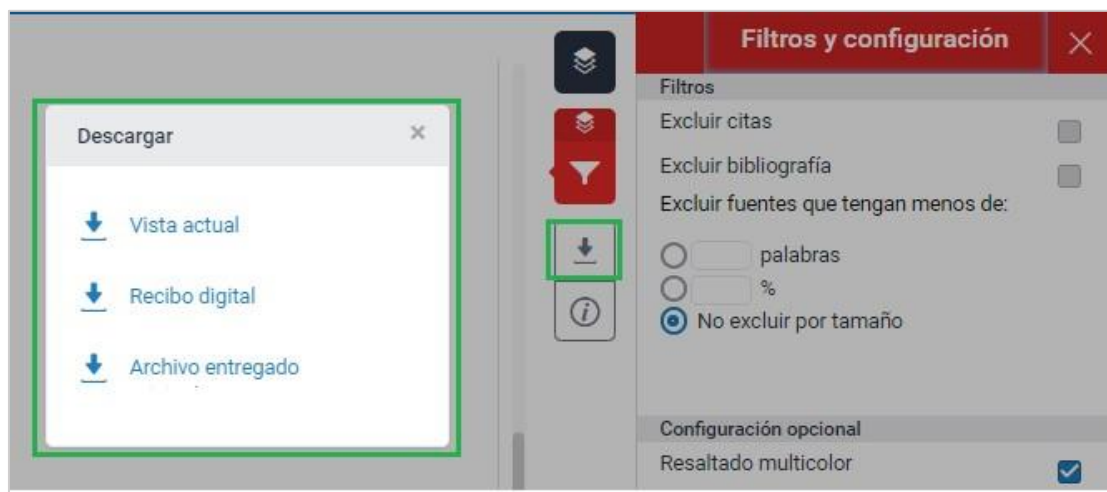 Descargar
Vista actual
Recibo digital
Archivo entregado
Filtros y configuración
Filtros
Excluir citas
Excluir bibliografía
Excluir fuentes que tengan menos de:
palabras
%
No excluir por tamaño
Configuración opcional
Resaltado multicolor